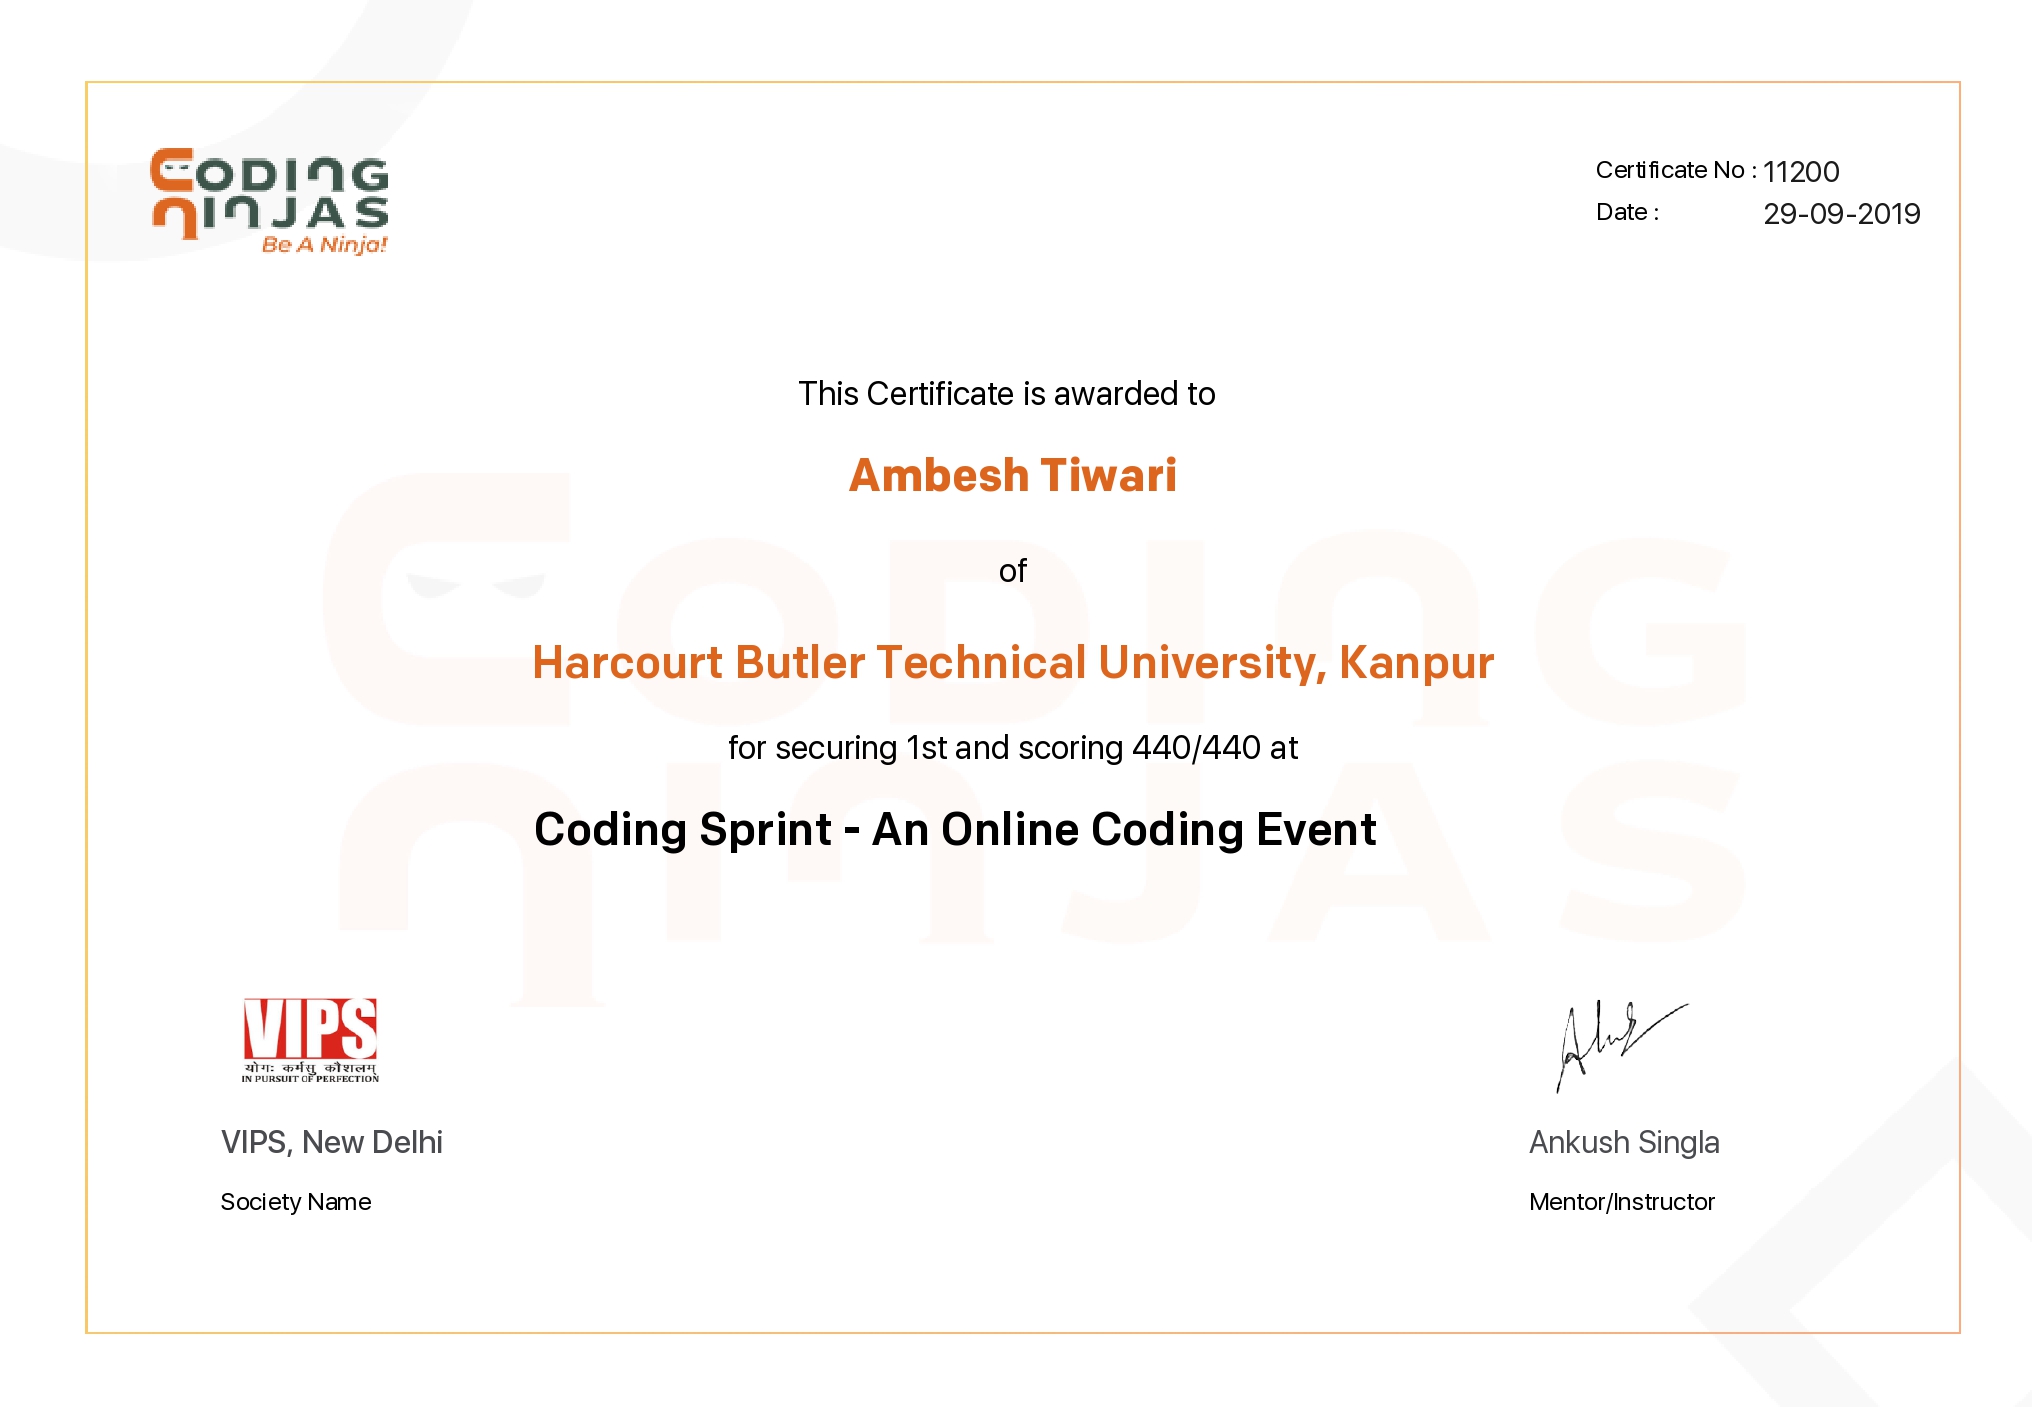 CODING
NINJAS
Be A Ninja!
Certificate No : 11200
Date : 29-09-2019
This Certificate is awarded to
Ambesh Tiwari
of
Harcourt Butler Technical University, Kanpur
for securing 1st and scoring 440/440 at
Coding Sprint - An Online Coding Event
CODING
NINJAS
VIPS
योगः कर्मसु कौशलम्
IN PURSUIT OF PERFECTION
VIPS, New Delhi
Society Name
Ankush Singla
Mentor/Instructor